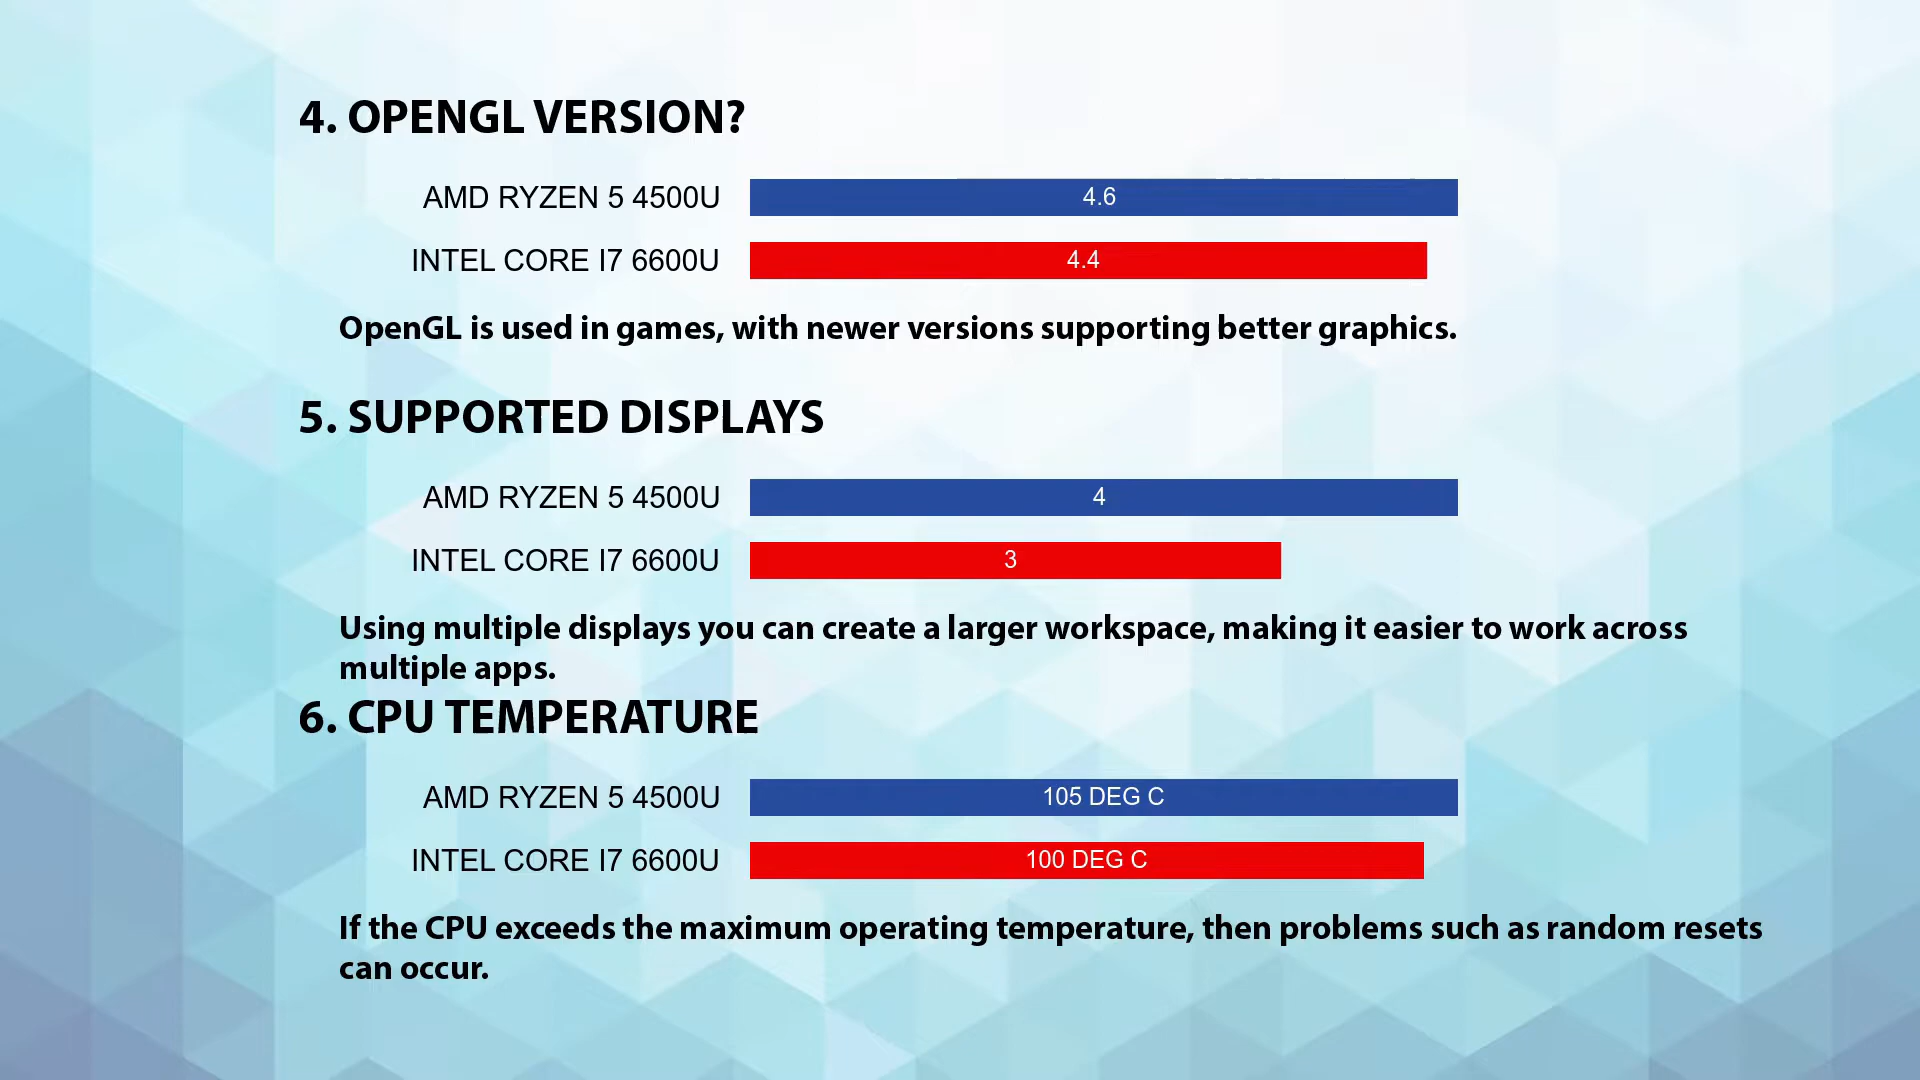 4. OPENGL VERSION?
AMD RYZEN 5 4500U 4.6
INTEL CORE I7 6600U 4.4
OpenGL is used in games, with newer versions supporting better graphics.
5. SUPPORTED DISPLAYS
AMD RYZEN 5 4500U 4
INTEL CORE I7 6600U 3
Using multiple displays you can create a larger workspace, making it easier to work across
multiple apps.
6. CPU TEMPERATURE
AMD RYZEN 5 4500U 105 DEG C
INTEL CORE I7 6600U 100 DEG C
If the CPU exceeds the maximum operating temperature, then problems such as random resets
can occur.